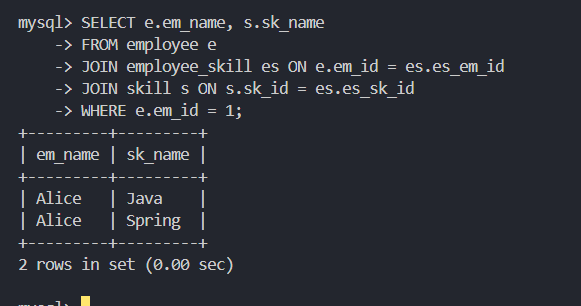 mysql> SELECT e.em_name, s.sk_name
    -> FROM employee e
    -> JOIN employee_skill es ON e.em_id = es.es_em_id
    -> JOIN skill s ON s.sk_id = es.es_sk_id
    -> WHERE e.em_id = 1;
+---------+---------+
| em_name | sk_name |
+---------+---------+
| Alice   | Java    |
| Alice   | Spring  |
+---------+---------+
2 rows in set (0.00 sec)

mysql>